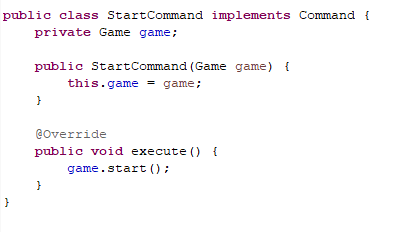 public class StartCommand implements Command {
    private Game game;

    public StartCommand(Game game) {
        this.game = game;
    }

    @Override
    public void execute() {
        game.start();
    }
}